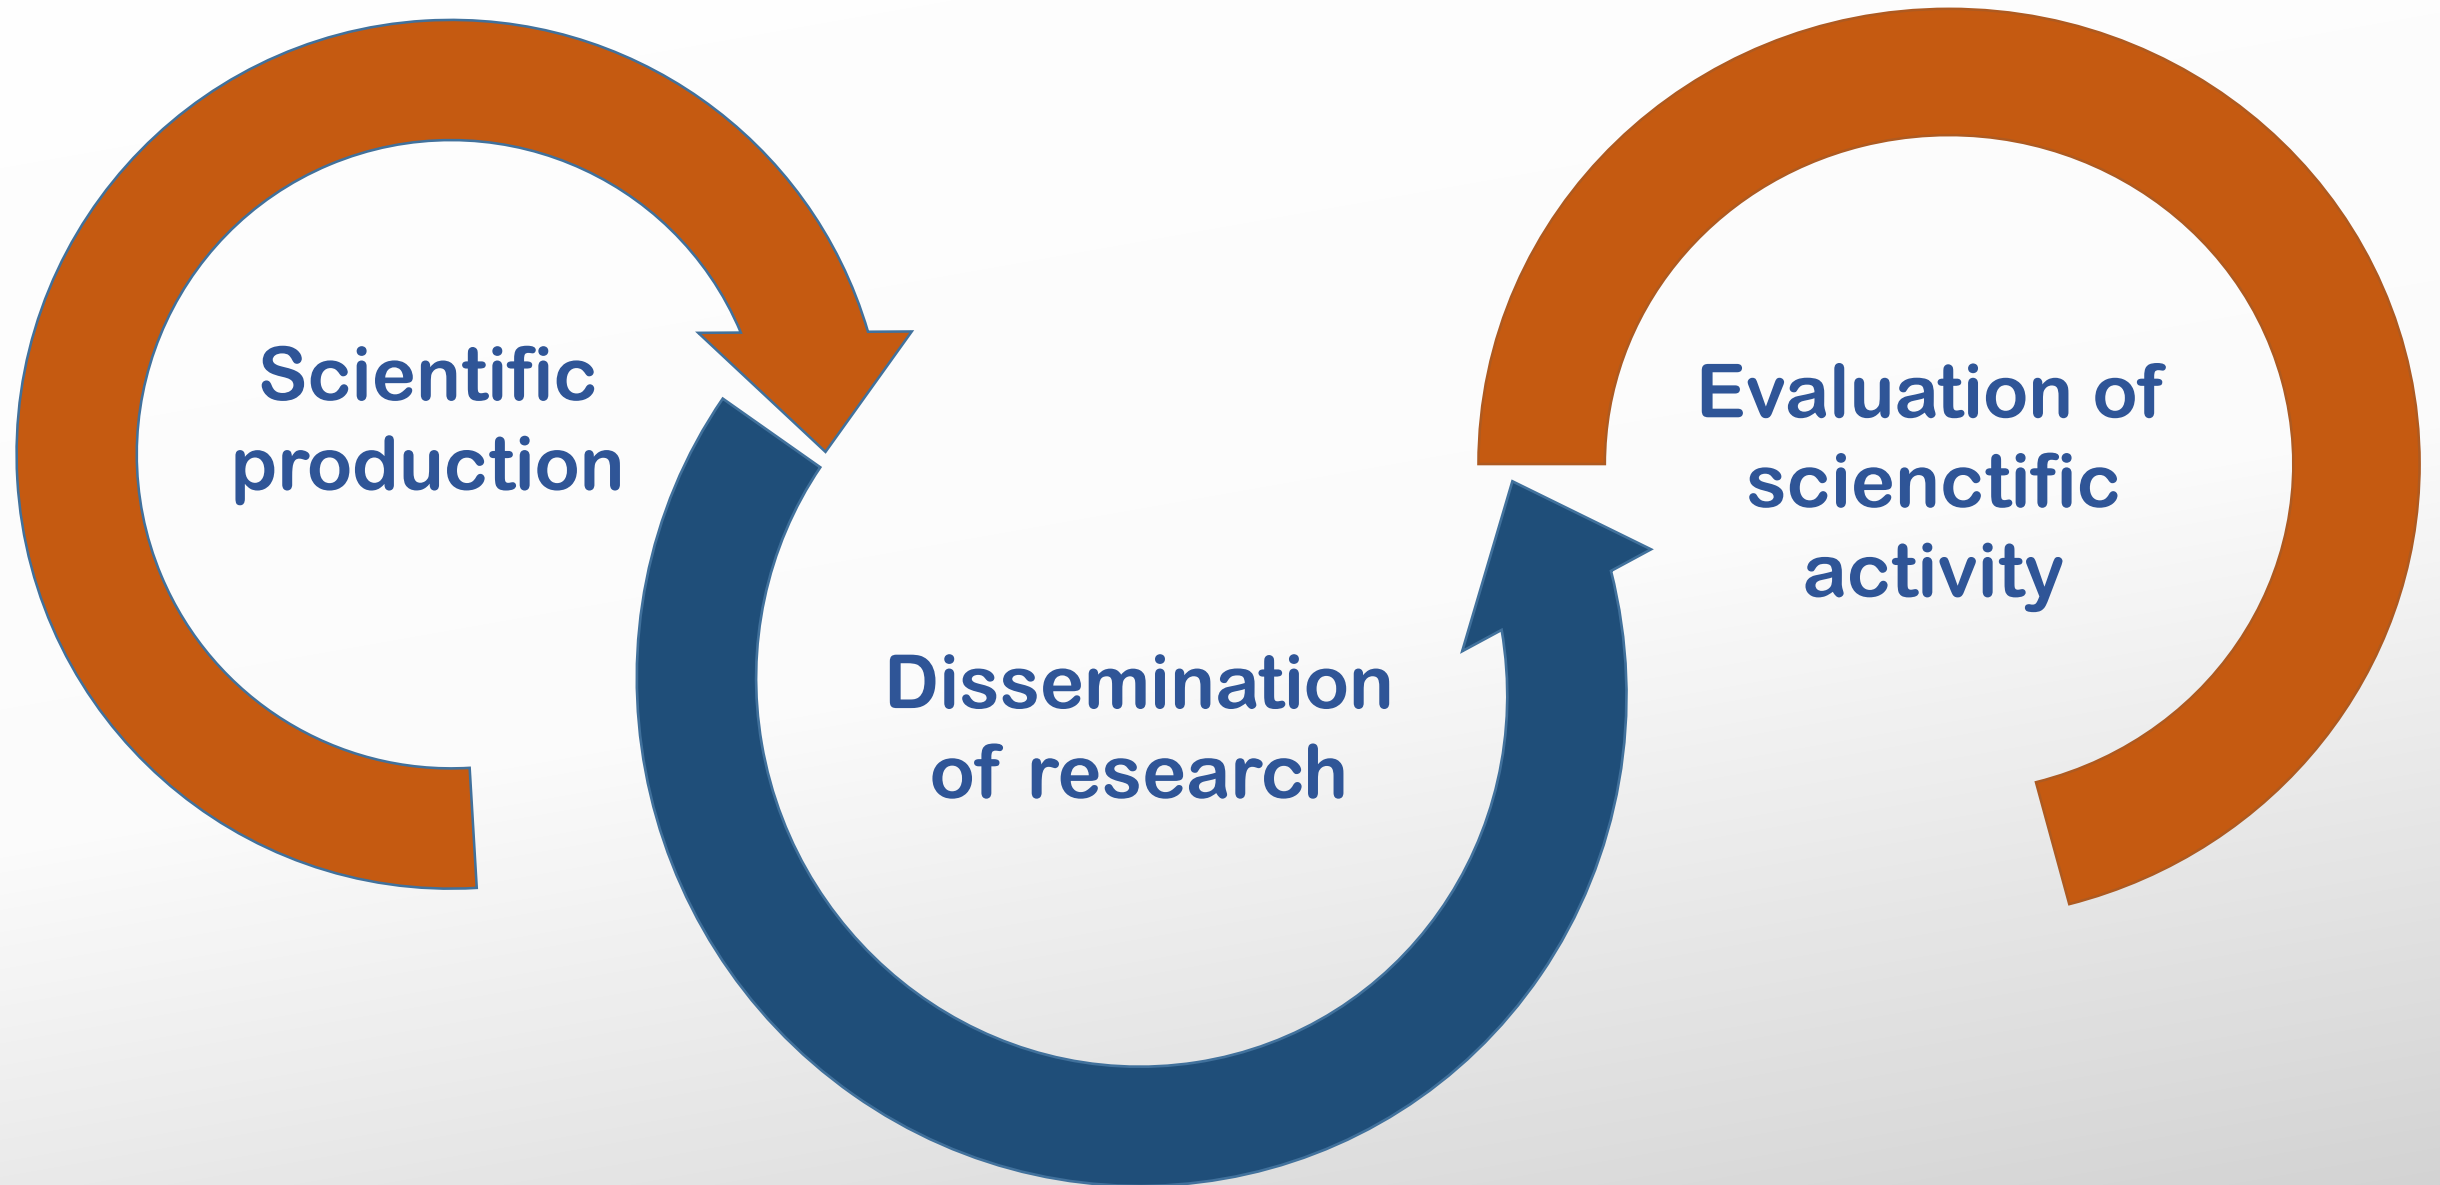 Scientific
production
Dissemination
of research
Evaluation of
scienctific
activity